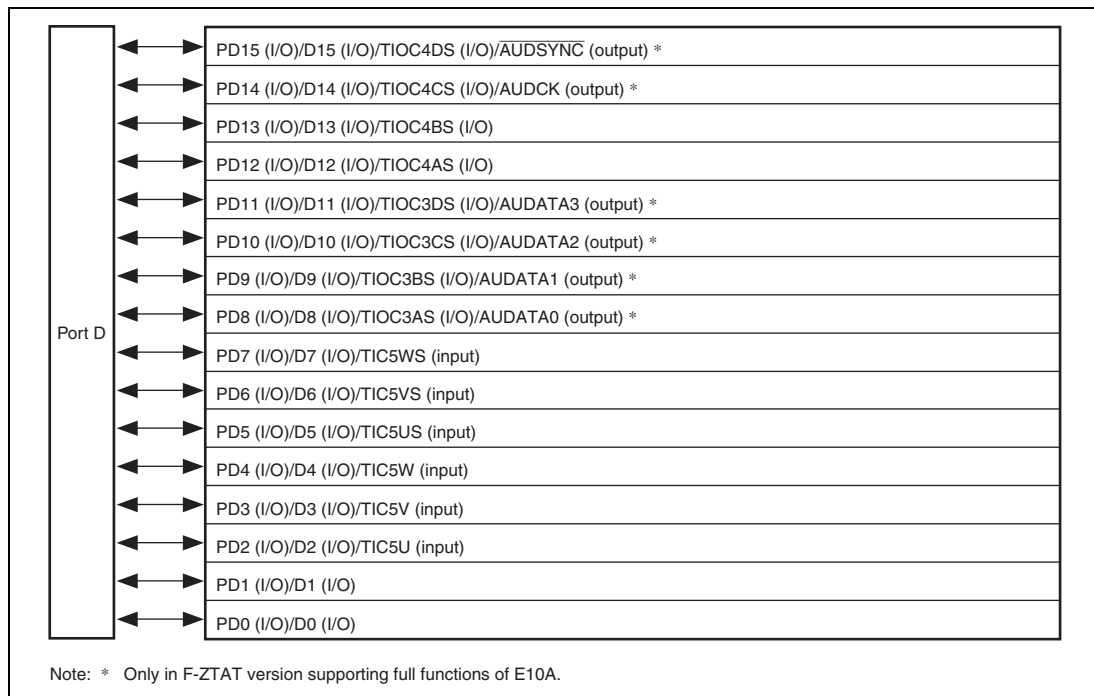 PD15 (I/O)/D15 (I/O)/TIOC4DS (I/O)/A̅U̅D̅S̅Y̅N̅C̅ (output) *
PD14 (I/O)/D14 (I/O)/TIOC4CS (I/O)/AUDCK (output) *
PD13 (I/O)/D13 (I/O)/TIOC4BS (I/O)
PD12 (I/O)/D12 (I/O)/TIOC4AS (I/O)
PD11 (I/O)/D11 (I/O)/TIOC3DS (I/O)/AUDATA3 (output) *
PD10 (I/O)/D10 (I/O)/TIOC3CS (I/O)/AUDATA2 (output) *
PD9 (I/O)/D9 (I/O)/TIOC3BS (I/O)/AUDATA1 (output) *
PD8 (I/O)/D8 (I/O)/TIOC3AS (I/O)/AUDATA0 (output) *
Port D
PD7 (I/O)/D7 (I/O)/TIC5WS (input)
PD6 (I/O)/D6 (I/O)/TIC5VS (input)
PD5 (I/O)/D5 (I/O)/TIC5US (input)
PD4 (I/O)/D4 (I/O)/TIC5W (input)
PD3 (I/O)/D3 (I/O)/TIC5V (input)
PD2 (I/O)/D2 (I/O)/TIC5U (input)
PD1 (I/O)/D1 (I/O)
PD0 (I/O)/D0 (I/O)
Note: * Only in F-ZTAT version supporting full functions of E10A.